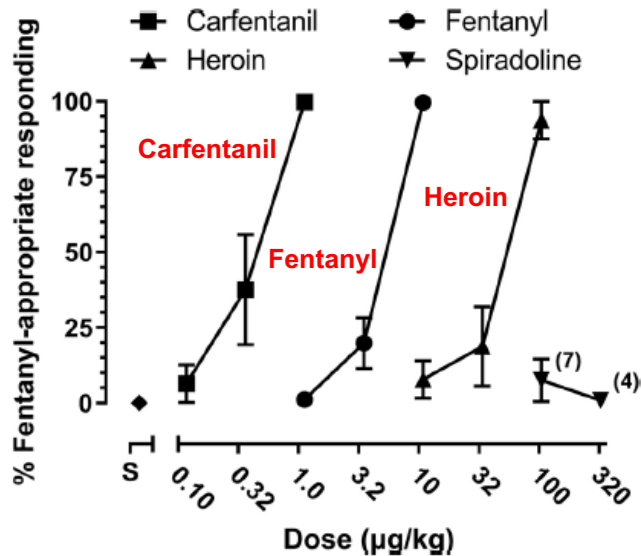 Carfentanil Fentanyl
Heroin Spiradoline
% Fentanyl-appropriate responding
100
75
50
25
0
Carfentanil
Fentanyl
Heroin
(7)
(4)
S
0.10 0.32 1.0 3.2 10 32 100 320
Dose (μg/kg)